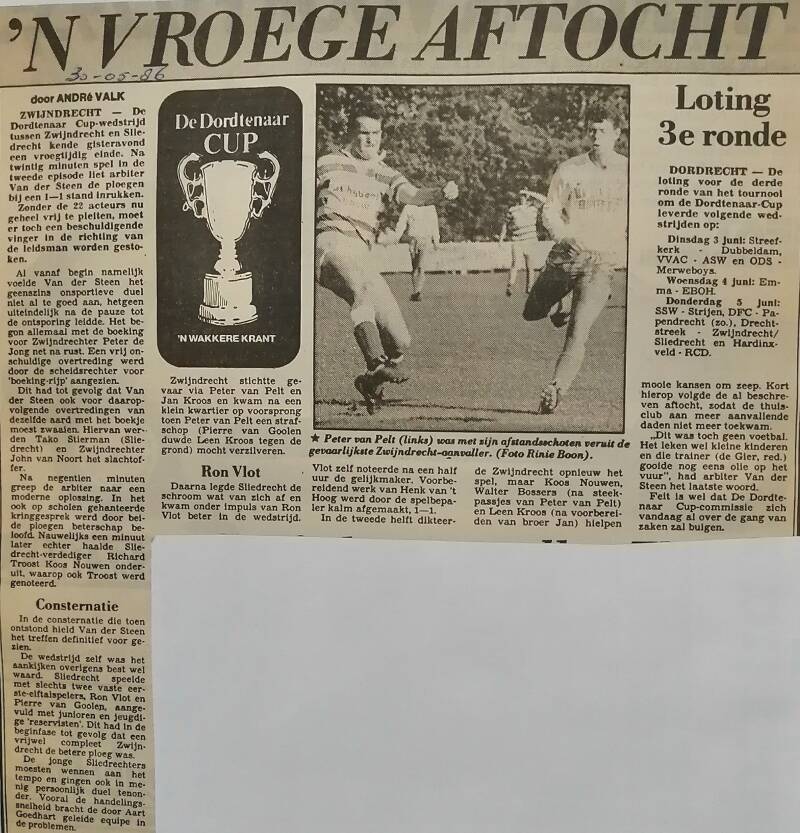 'N VROEGE AFTOCHT
30-05-86
door ANDRé VALK
ZWIJNDRECHT — De
Dordtenaar Cup-wedstrijd
tussen Zwijndrecht en Slie-
drecht kende gisteravond
een vroegtijdig einde. Na
twintig minuten spel in de
tweede episode liet arbiter
Van der Steen de ploegen
bij een 1—1 stand inrukken.
Zonder de 22 acteurs nu
geheel vrij te pleiten, moet
er toch een beschuldigende
vinger in de richting van
de leidsman worden gesto-
ken.
Al vanaf begin namelijk
voelde Van der Steen het
geenszins onsportieve duel
niet al te goed aan, hetgeen
uiteindelijk na de pauze tot
de ontsporing leidde. Het be-
gon allemaal met de boeking
voor Zwijndrechter Peter de
Jong net na rust. Een vrij on-
schuldige overtreding werd
door de scheidsrechter voor
'boeking-rijp' aangezien.
Dit had tot gevolg dat Van
der Steen ook voor daarop-
volgende overtredingen van
dezelfde aard met het boekje
moest zwaaien. Hiervan wer-
den Tako Stierman (Slie-
drecht) en Zwijndrechter
John van Noort het slachtof-
fer.
Na negentien minuten
greep de arbiter naar een
moderne oplossing. In het
ook op scholen gehanteerde
kringgesprek werd door bei-
de ploegen beterschap be-
loofd. Nauwelijks een minuut
later echter haalde Slie-
drecht-verdediger Richard
Troost Koos Nouwen onder-
uit, waarop ook Troost werd
genoteerd.
Consternatie
In de consternatie die toen
ontstond hield Van der Steen
het treffen definitief voor ge-
zien.
De wedstrijd zelf was het
aankijken overigens best wel
waard. Sliedrecht speelde
met slechts twee vaste eer-
ste-elftalspelers, Ron Vlot en
Pierre van Goolen, aange-
vuld met junioren en jeugdi-
ge 'reservisten'. Dit had in de
beginfase tot gevolg dat een
vrijwel compleet Zwijn-
drecht de betere ploeg was.
De jonge Sliedrechters
moesten wennen aan het
tempo en gingen ook in me-
nig persoonlijk duel tenon-
der. Vooral de handelings-
snelheid bracht de door Aart
Goedhart geleide equipe in
de problemen.
De Dordtenaar
CUP
'N WAKKERE KRANT
Zwijndrecht stichtte ge-
vaar via Peter van Pelt en
Jan Kroos en kwam na een
klein kwartier op voorsprong
toen Peter van Pelt een straf-
schop (Pierre van Goolen
duwde Leen Kroos tegen de
grond) mocht verzilveren.
Ron Vlot
Daarna legde Sliedrecht de
schroom wat van zich af en
kwam onder impuls van Ron
Vlot beter in de wedstrijd.
★ Peter van Pelt (links) was met zijn afstandsschoten veruit de
gevaarlijkste Zwijndrecht-aanvaller. (Foto Rinie Boon).
Vlot zelf noteerde na een half
uur de gelijkmaker. Voorbe-
reidend werk van Henk van 't
Hoog werd door de spelbepa-
ler kalm afgemaakt, 1—1.
In de tweede helft dikteer-
de Zwijndrecht opnieuw het
spel, maar Koos Nouwen,
Walter Bossers (na steek-
passjes van Peter van Pelt)
en Leen Kroos (na voorberei-
den van broer Jan) hielpen
Loting
3e ronde
DORDRECHT — De
loting voor de derde
ronde van het tournooi
om de Dordtenaar-Cup
leverde volgende wed-
strijden op:
Dinsdag 3 juni: Streef-
kerk - Dubbeldam,
VVAC - ASW en ODS -
Merweboys.
Woensdag 4 juni: Em-
ma - EBOH.
Donderdag 5 juni:
SSW - Strijen, DFC - Pa-
pendrecht (zo.), Drecht-
streek - Zwijndrecht/
Sliedrecht en Hardinx-
veld - RCD.
mooie kansen om zeep. Kort
hierop volgde de al beschre-
ven aftocht, zodat de thuis-
club aan meer aanvallende
daden niet meer toekwam.
„Dit was toch geen voetbal.
Het leken wel kleine kinderen
en die trainer (de Gier, red.)
gooide nog eens olie op het
vuur", had arbiter Van der
Steen het laatste woord.
Feit is wel dat De Dordte-
naar Cup-commissie zich
vandaag al over de gang van
zaken zal buigen.